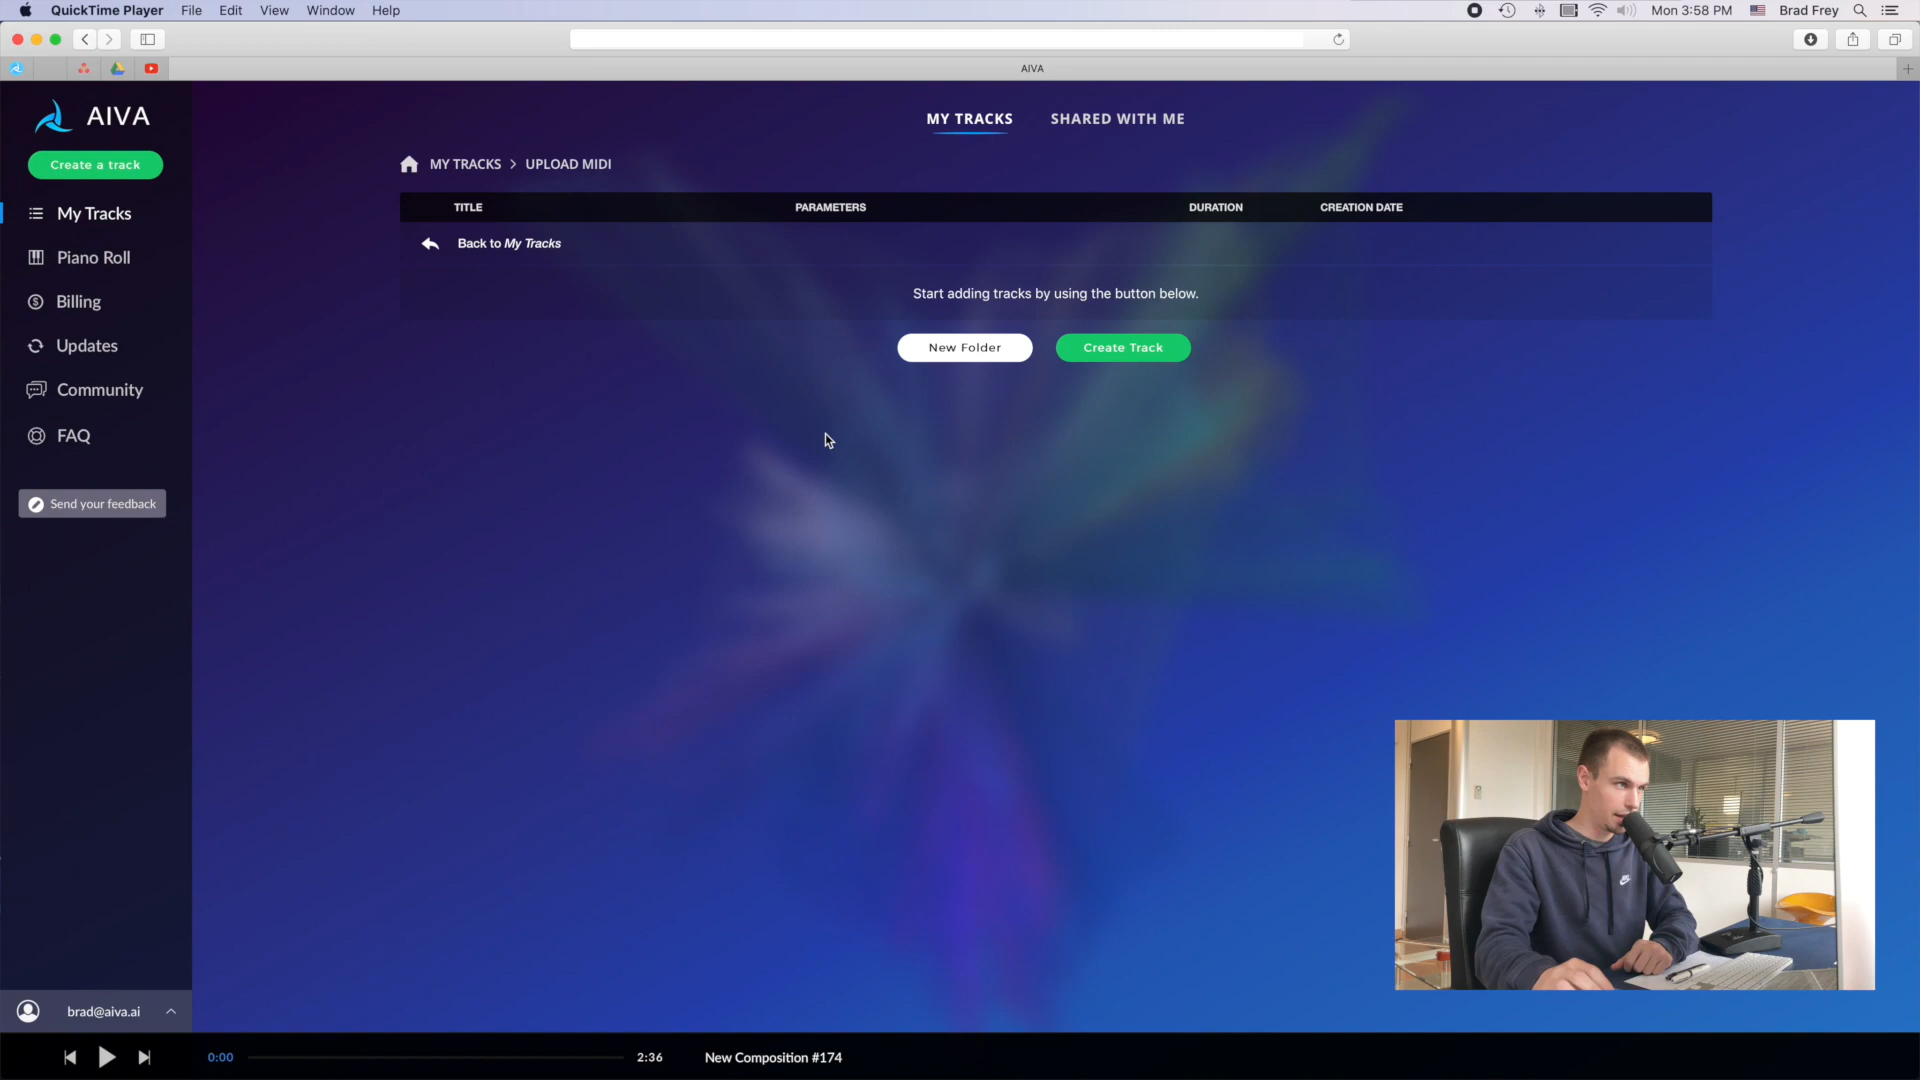 QuickTime Player File Edit View Window Help Mon 3:58 PM Brad Frey
AIVA
AIVA
MY TRACKS SHARED WITH ME
Create a track
MY TRACKS > UPLOAD MIDI
My Tracks
TITLE PARAMETERS DURATION CREATION DATE
Back to My Tracks
Piano Roll
Start adding tracks by using the button below.
Billing
New Folder Create Track
Updates
Community
FAQ
Send your feedback
brad@aiva.ai
0:00 2:36 New Composition #174